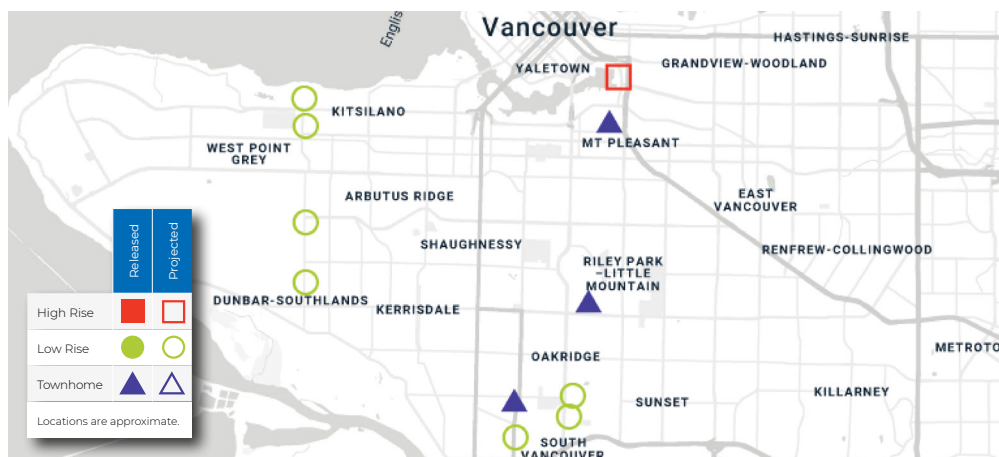 Vancouver
Englis
HASTINGS-SUNRISE
YALETOWN
GRANDVIEW-WOODLAND
KITSILANO
MT PLEASANT
WEST POINT
GREY
ARBUTUS RIDGE
EAST
VANCOUVER
SHAUGHNESSY
RENFREW-COLLINGWOOD
RILEY PARK
–LITTLE
MOUNTAIN
DUNBAR-SOUTHLANDS
KERRISDALE
METROTO
OAKRIDGE
KILLARNEY
SUNSET
SOUTH
VANCOUVER
Released
Projected
High Rise
Low Rise
Townhome
Locations are approximate.